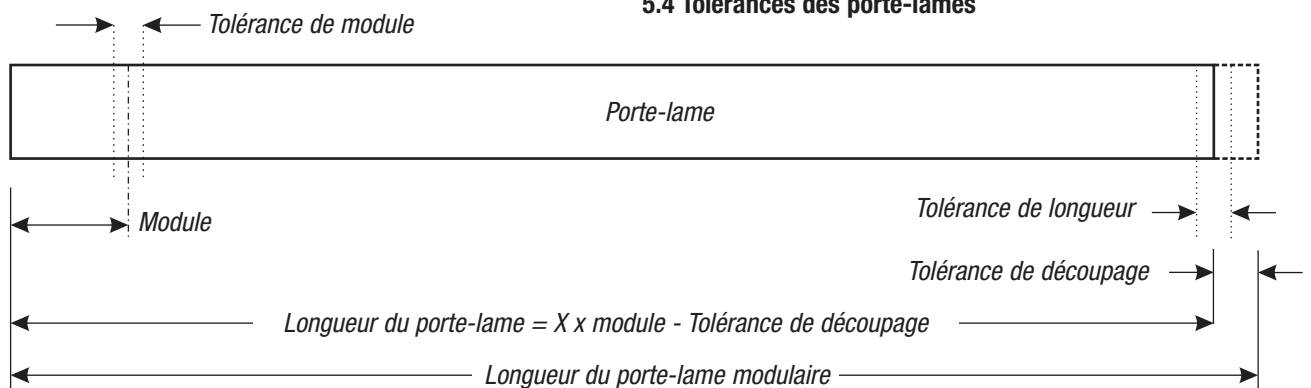 5.4 Tolérances des porte-lames
Tolérance de module
Porte-lame
Module
Tolérance de longueur
Tolérance de découpage
Longueur du porte-lame = X x module - Tolérance de découpage
Longueur du porte-lame modulaire